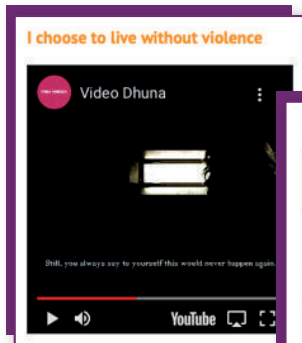 I choose to live without violence
Video Dhuna
Still, you always say to yourself this would never happen again.
YouTube